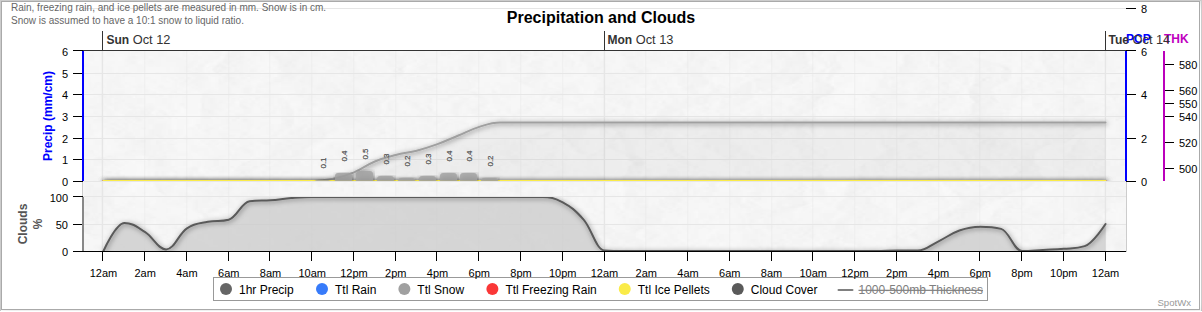 Rain, freezing rain, and ice pellets are measured in mm. Snow is in cm.
Snow is assumed to have a 10:1 snow to liquid ratio.
Precipitation and Clouds
8
Sun Oct 12
Mon Oct 13
Tue Oct 14
PCP
THK
6
5
4
3
2
1
0
Precip (mm/cm)
6
4
2
0
580
560
550
540
520
500
0.1
0.4
0.5
0.3
0.2
0.3
0.4
0.4
0.2
Clouds
%
100
50
0
12am 2am 4am 6am 8am 10am 12pm 2pm 4pm 6pm 8pm 10pm 12am 2am 4am 6am 8am 10am 12pm 2pm 4pm 6pm 8pm 10pm 12am
1hr Precip Ttl Rain Ttl Snow Ttl Freezing Rain Ttl Ice Pellets Cloud Cover 1000-500mb Thickness
SpotWx